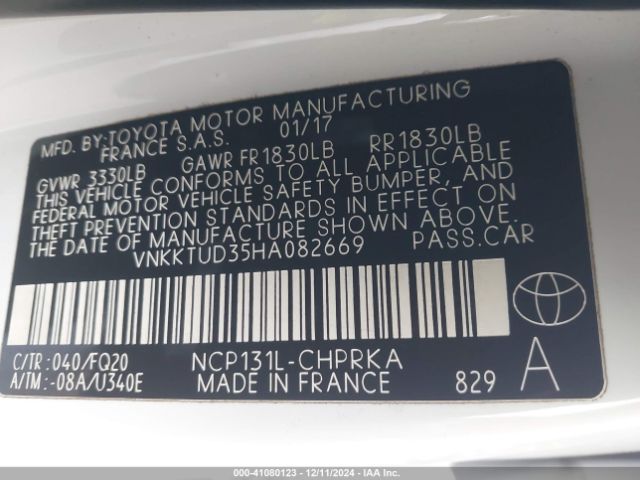 MFD. BY:TOYOTA MOTOR MANUFACTURING
FRANCE S.A.S. 01/17
GVWR 3330LB GAWR FR1830LB RR1830LB
THIS VEHICLE CONFORMS TO ALL APPLICABLE
FEDERAL MOTOR VEHICLE SAFETY, BUMPER, AND
THEFT PREVENTION STANDARDS IN EFFECT ON
THE DATE OF MANUFACTURE SHOWN ABOVE.
VNKKTUD35HA082669 PASS.CAR
C/TR:040/FQ20 NCP131L-CHPRKA A
A/TM:-08A/U340E MADE IN FRANCE 829
000-41080123 - 12/11/2024 - IAA Inc.